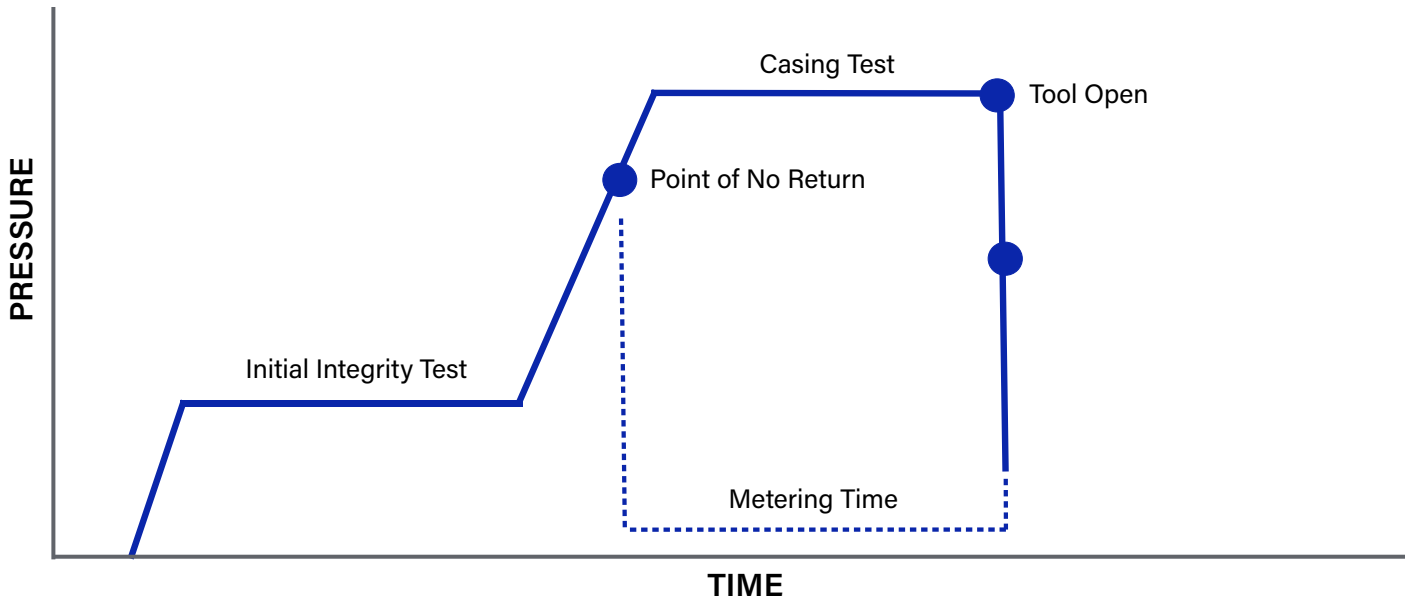 Casing Test
Tool Open
Point of No Return
PRESSURE
Initial Integrity Test
Metering Time
TIME